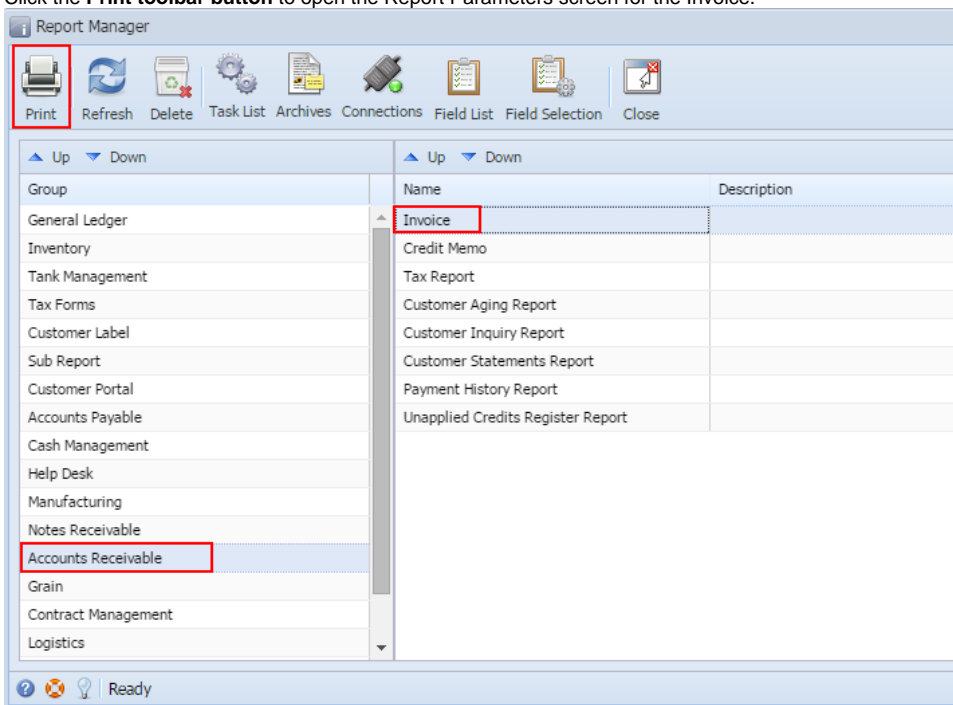 Click the Print toolbar button to open the Report Parameters screen for the Invoice.
Report Manager
Print Refresh Delete Task List Archives Connections Field List Field Selection Close
Up Down
Group
General Ledger
Inventory
Tank Management
Tax Forms
Customer Label
Sub Report
Customer Portal
Accounts Payable
Cash Management
Help Desk
Manufacturing
Notes Receivable
Accounts Receivable
Grain
Contract Management
Logistics
Up Down
Name Description
Invoice
Credit Memo
Tax Report
Customer Aging Report
Customer Inquiry Report
Customer Statements Report
Payment History Report
Unapplied Credits Register Report
Ready